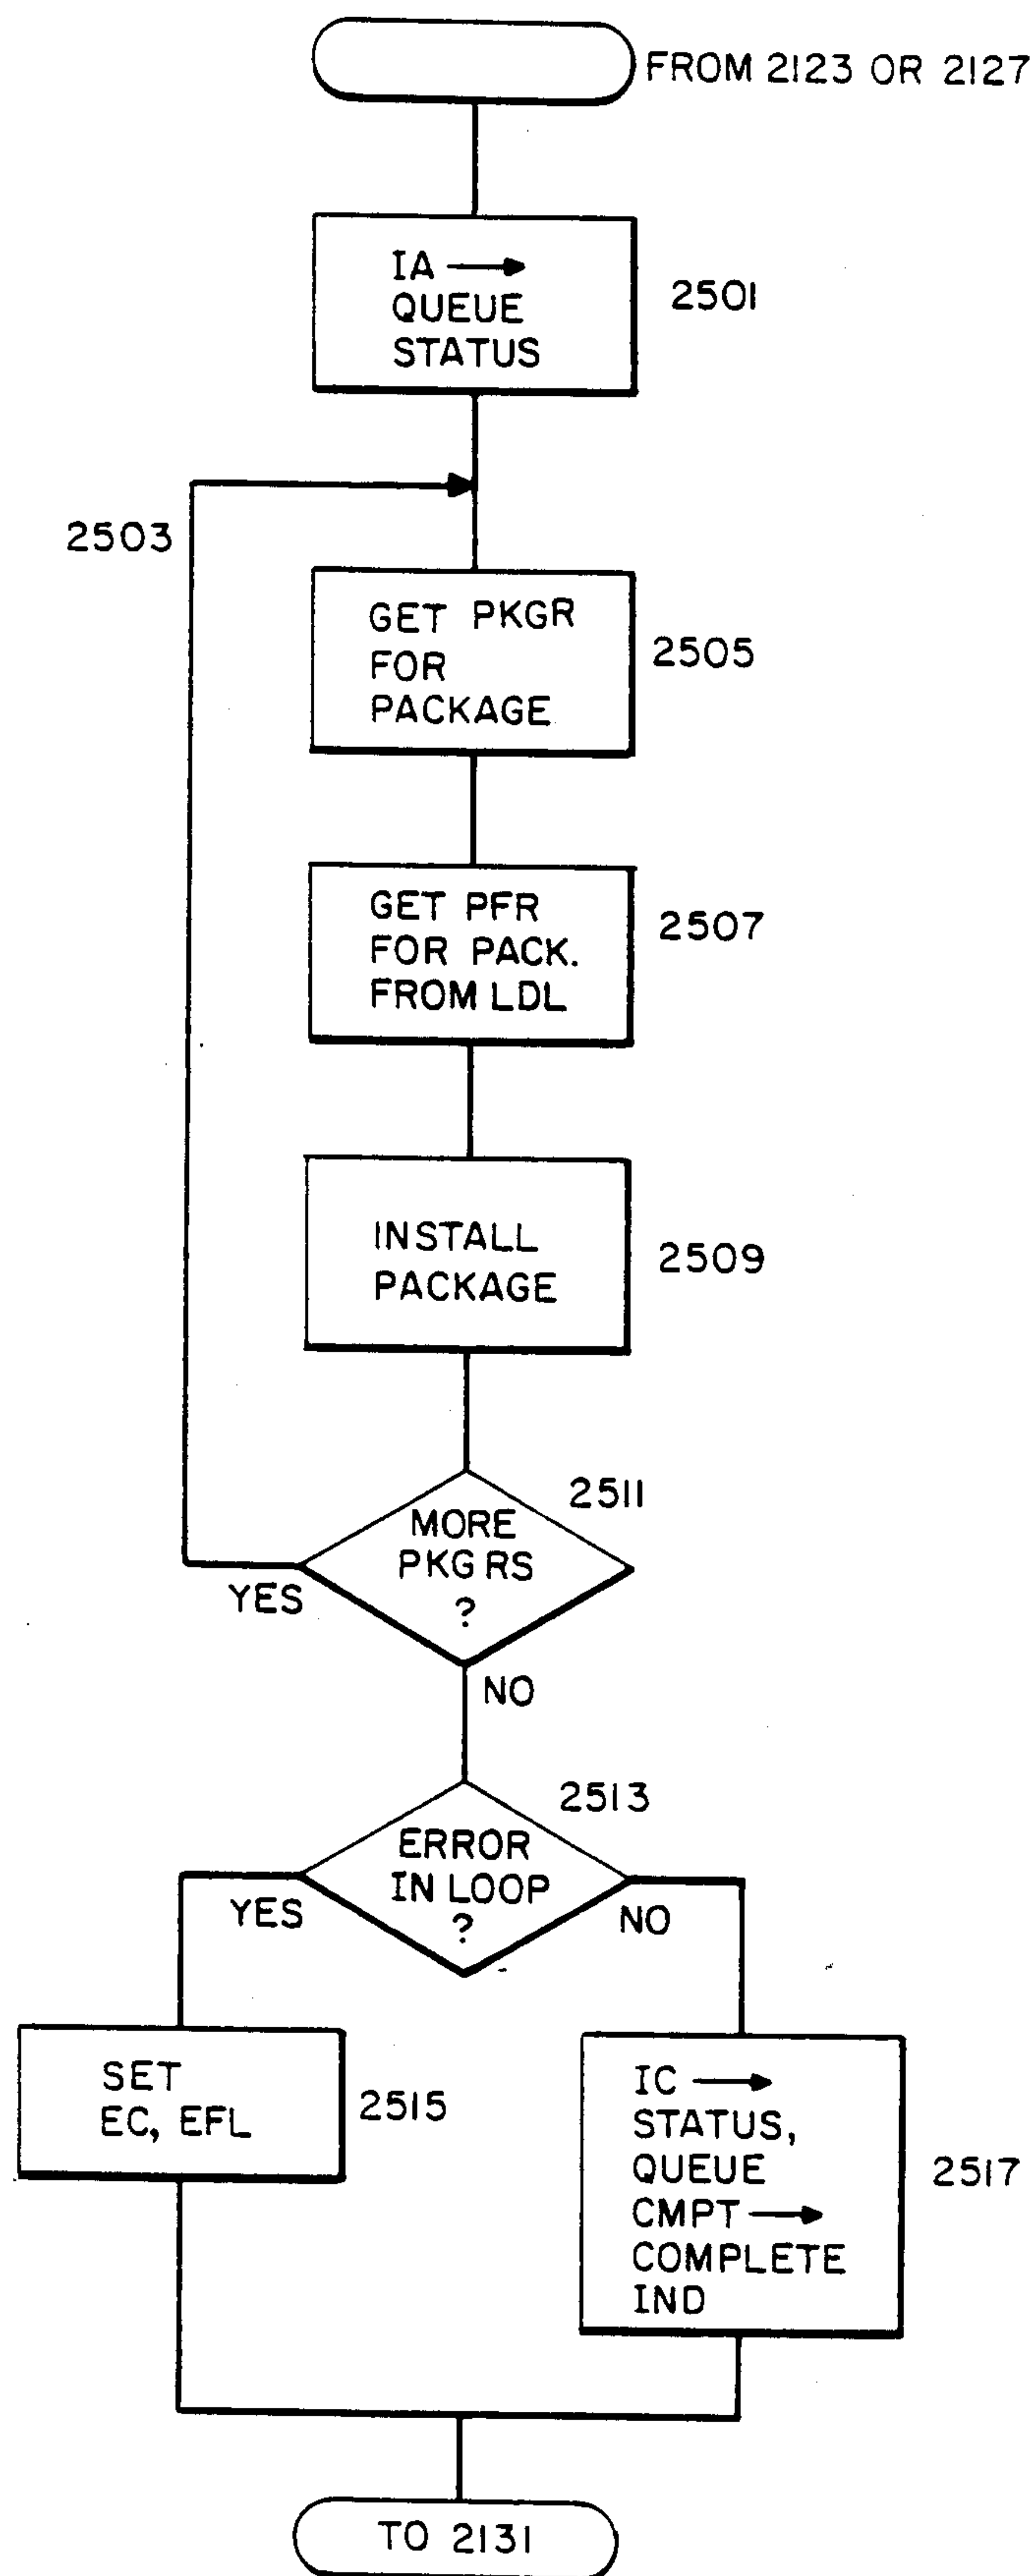 FROM 2123 OR 2127
IA →
QUEUE
STATUS
2501
2503
GET PKGR
FOR
PACKAGE
2505
GET PFR
FOR PACK.
FROM LDL
2507
INSTALL
PACKAGE
2509
2511
MORE
PKGRS
?
YES
NO
2513
ERROR
IN LOOP
?
YES
NO
SET
EC, EFL
2515
IC →
STATUS,
QUEUE
CMPT →
COMPLETE
IND
2517
TO 2131